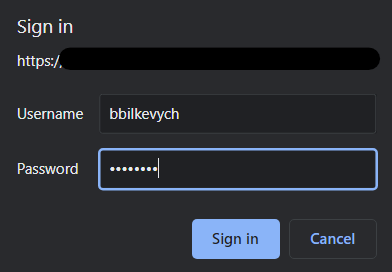 Sign in
https:/
Username bbilkevych
Password ••••••••
Sign in Cancel